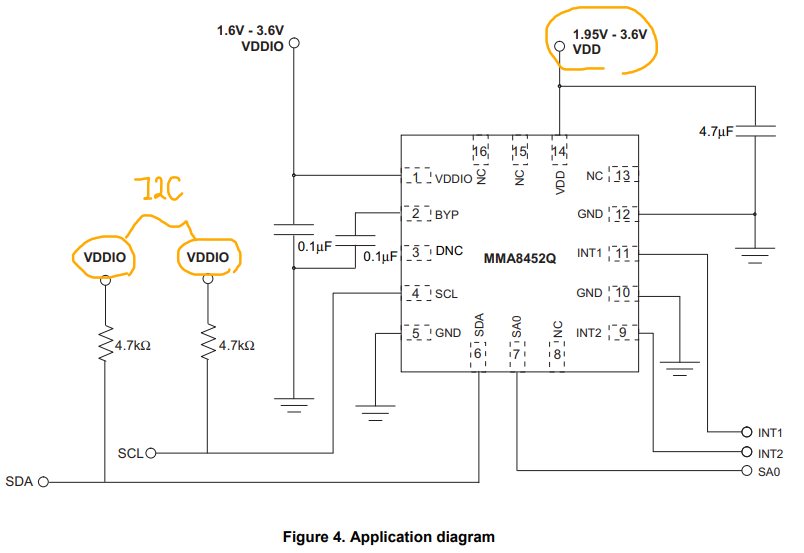 1.6V - 3.6V
VDDIO
1.95V - 3.6V
VDD
4.7µF
16
NC
15
NC
14
VDD
1
VDDIO
NC
13
I2C
2
BYP
GND
12
0.1µF
0.1µF
3
DNC
MMA8452Q
INT1
11
VDDIO
VDDIO
4
SCL
GND
10
5
GND
SDA
6
SA0
7
NC
8
INT2
9
4.7kΩ
4.7kΩ
INT1
INT2
SA0
SCL
SDA
Figure 4. Application diagram